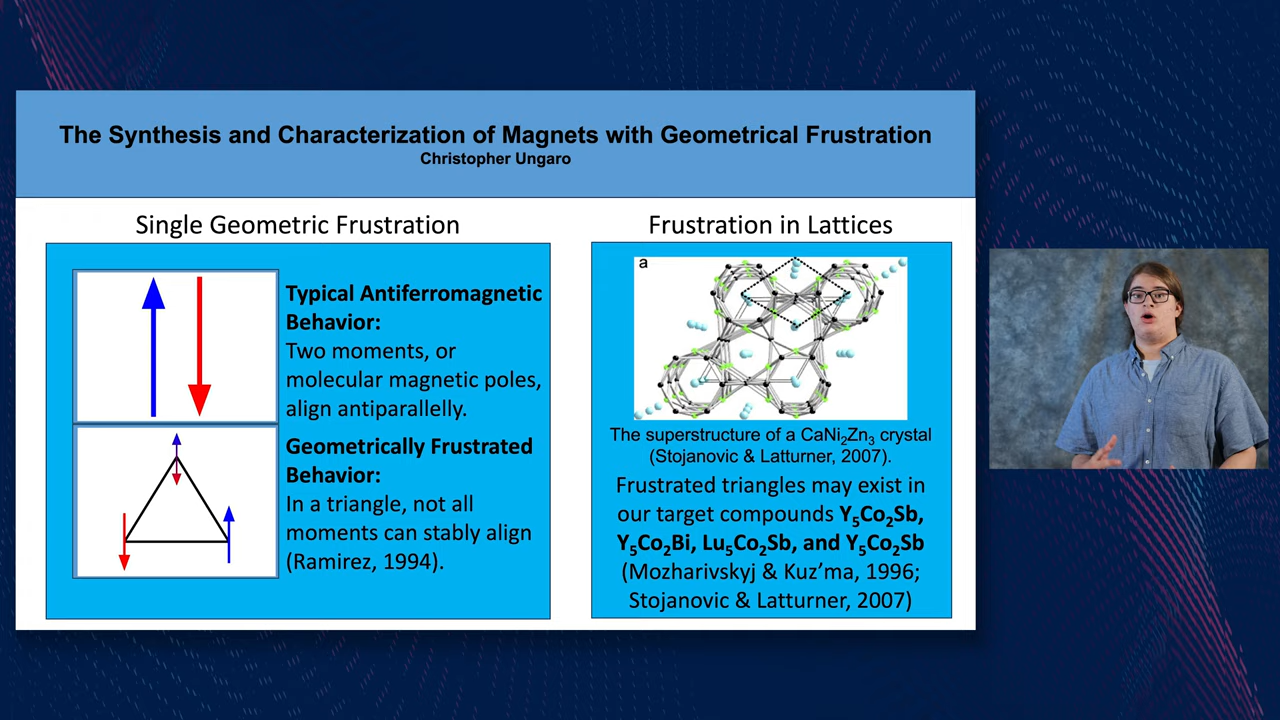 The Synthesis and Characterization of Magnets with Geometrical Frustration
Christopher Ungaro
Single Geometric Frustration
Typical Antiferromagnetic
Behavior:
Two moments, or
molecular magnetic poles,
align antiparallelly.
Geometrically Frustrated
Behavior:
In a triangle, not all
moments can stably align
(Ramirez, 1994).
Frustration in Lattices
a
The superstructure of a CaNi₂Zn₃ crystal
(Stojanovic & Latturner, 2007).
Frustrated triangles may exist in
our target compounds Y₅Co₂Sb,
Y₅Co₂Bi, Lu₅Co₂Sb, and Y₅Co₂Sb
(Mozharivskyj & Kuz’ma, 1996;
Stojanovic & Latturner, 2007)